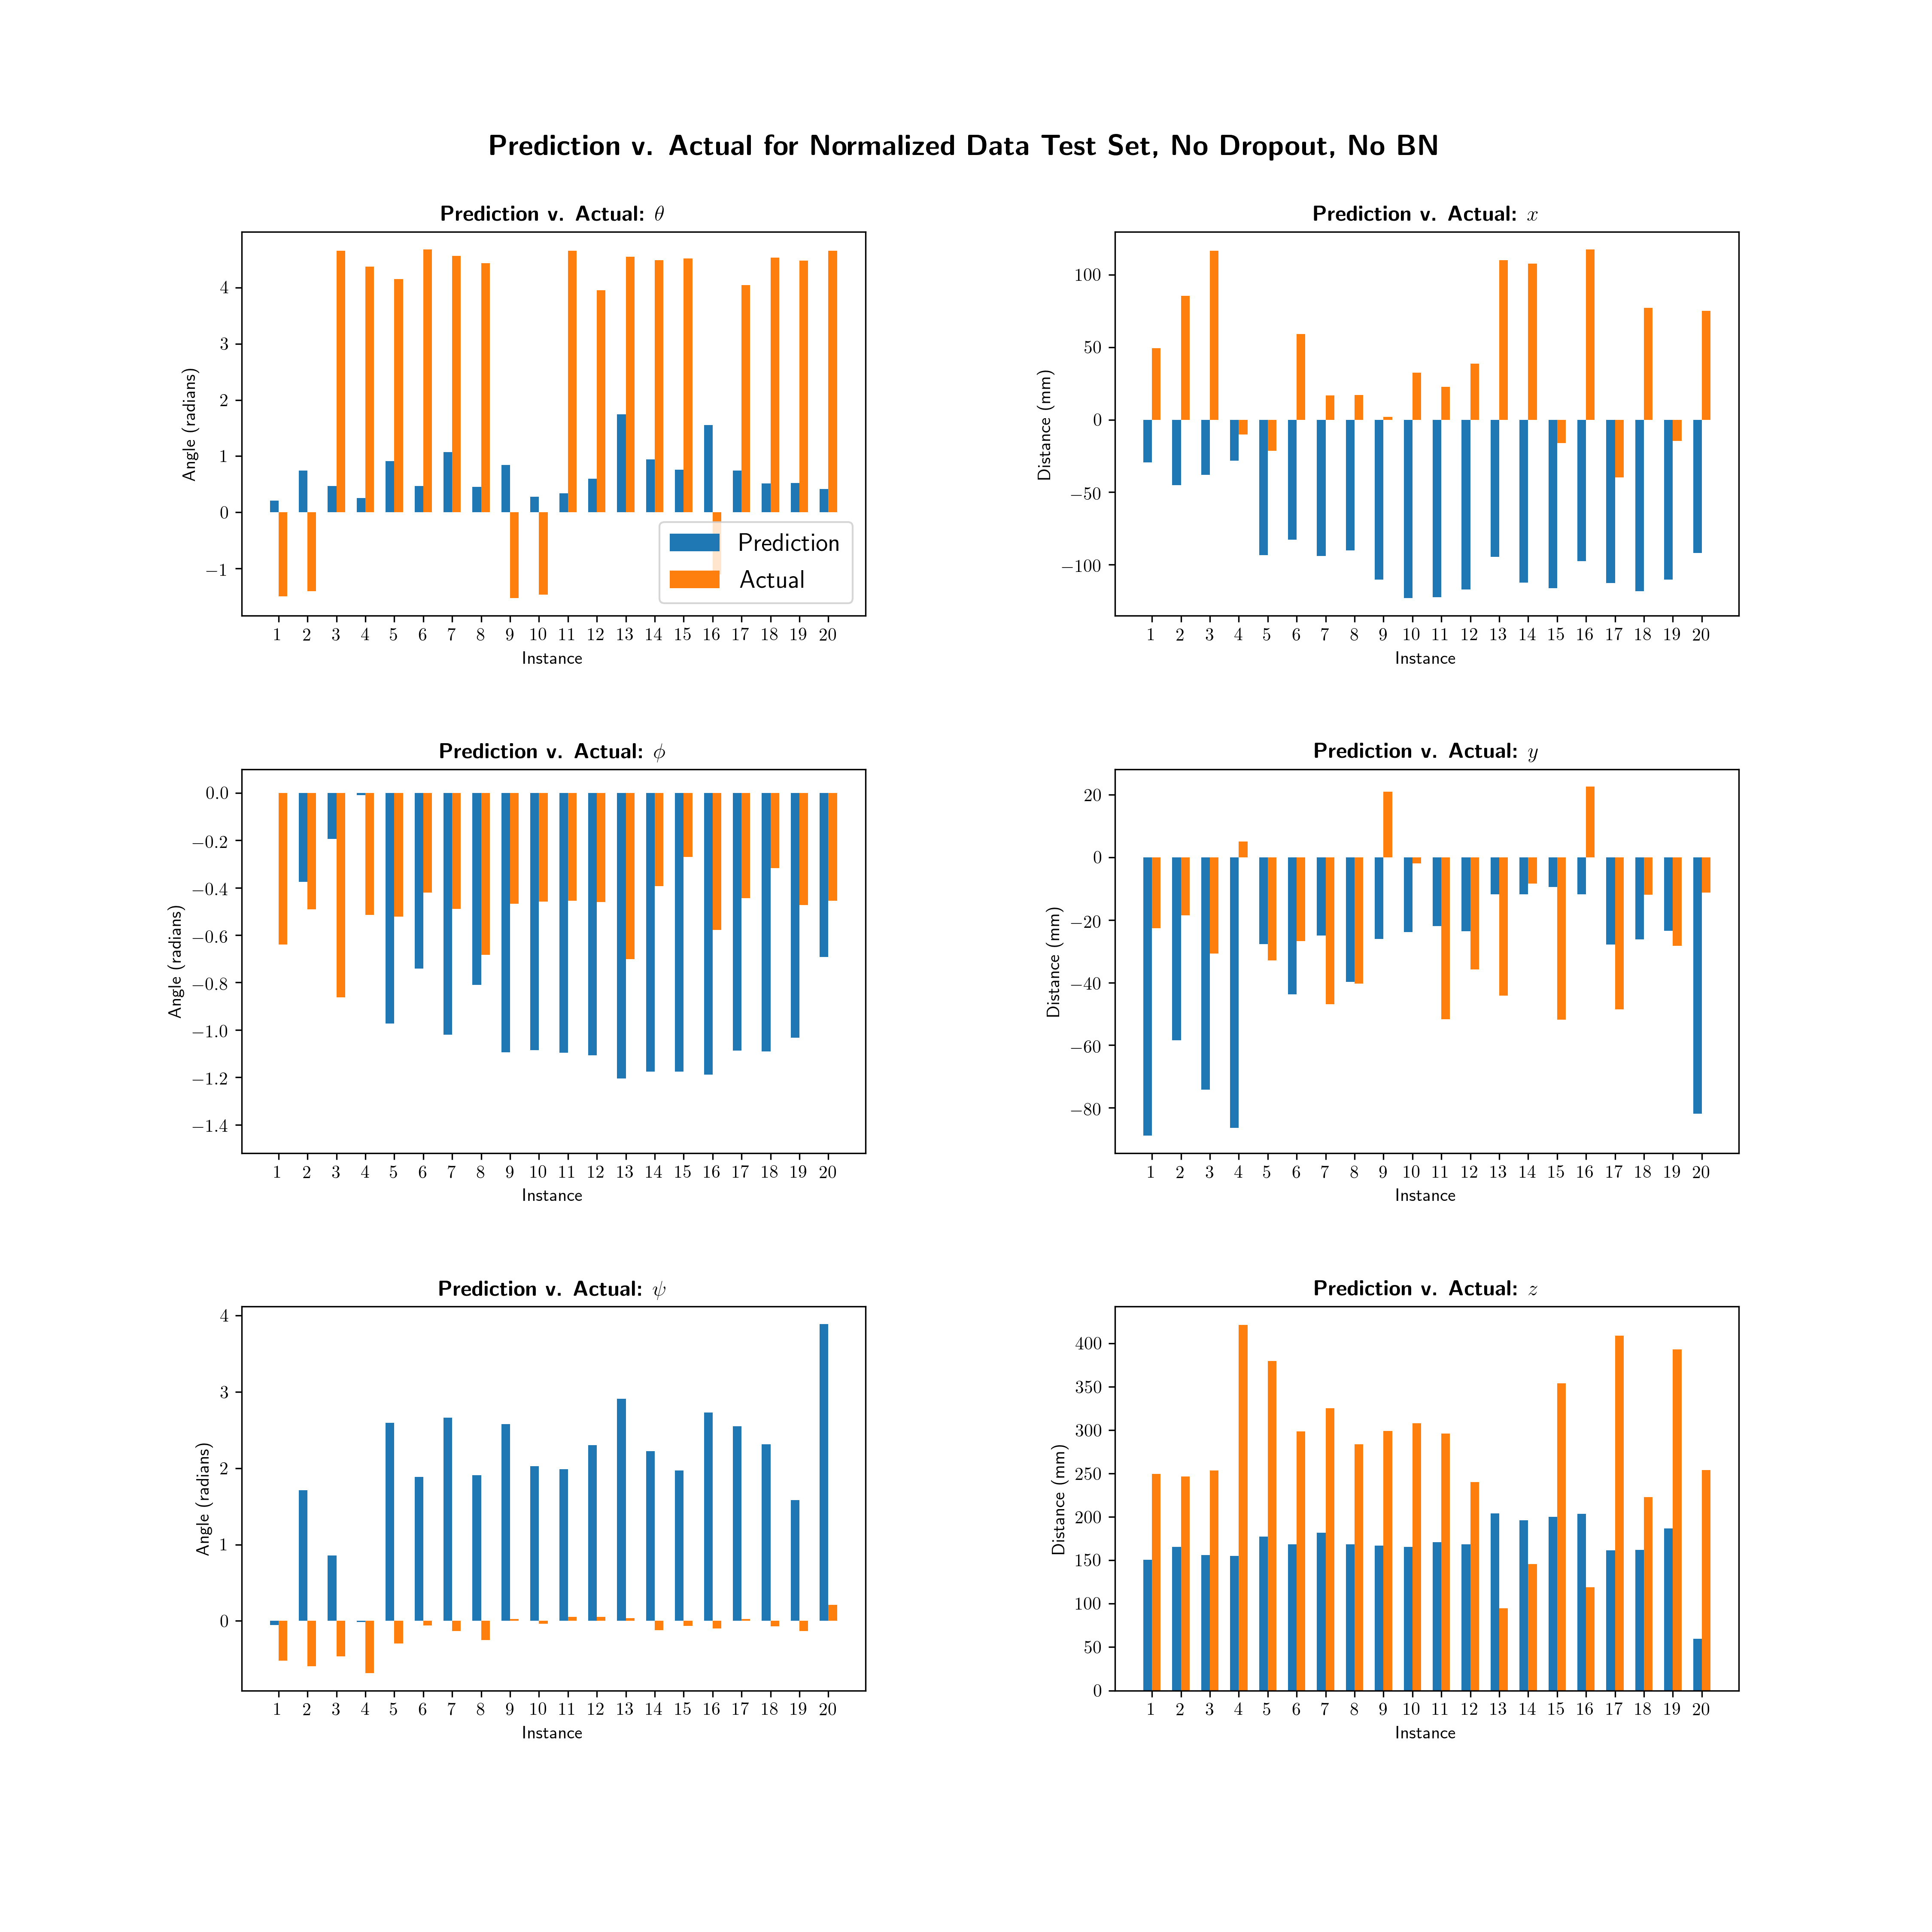 Prediction v. Actual for Normalized Data Test Set, No Dropout, No BN
Prediction v. Actual: θ
4
3
2
1
0
−1
Angle (radians)
Prediction
Actual
1 2 3 4 5 6 7 8 9 10 11 12 13 14 15 16 17 18 19 20
Instance
Prediction v. Actual: x
100
50
0
−50
−100
Distance (mm)
1 2 3 4 5 6 7 8 9 10 11 12 13 14 15 16 17 18 19 20
Instance
Prediction v. Actual: ϕ
0.0
−0.2
−0.4
−0.6
−0.8
−1.0
−1.2
−1.4
Angle (radians)
1 2 3 4 5 6 7 8 9 10 11 12 13 14 15 16 17 18 19 20
Instance
Prediction v. Actual: y
20
0
−20
−40
−60
−80
Distance (mm)
1 2 3 4 5 6 7 8 9 10 11 12 13 14 15 16 17 18 19 20
Instance
Prediction v. Actual: ψ
4
3
2
1
0
Angle (radians)
1 2 3 4 5 6 7 8 9 10 11 12 13 14 15 16 17 18 19 20
Instance
Prediction v. Actual: z
400
350
300
250
200
150
100
50
0
Distance (mm)
1 2 3 4 5 6 7 8 9 10 11 12 13 14 15 16 17 18 19 20
Instance